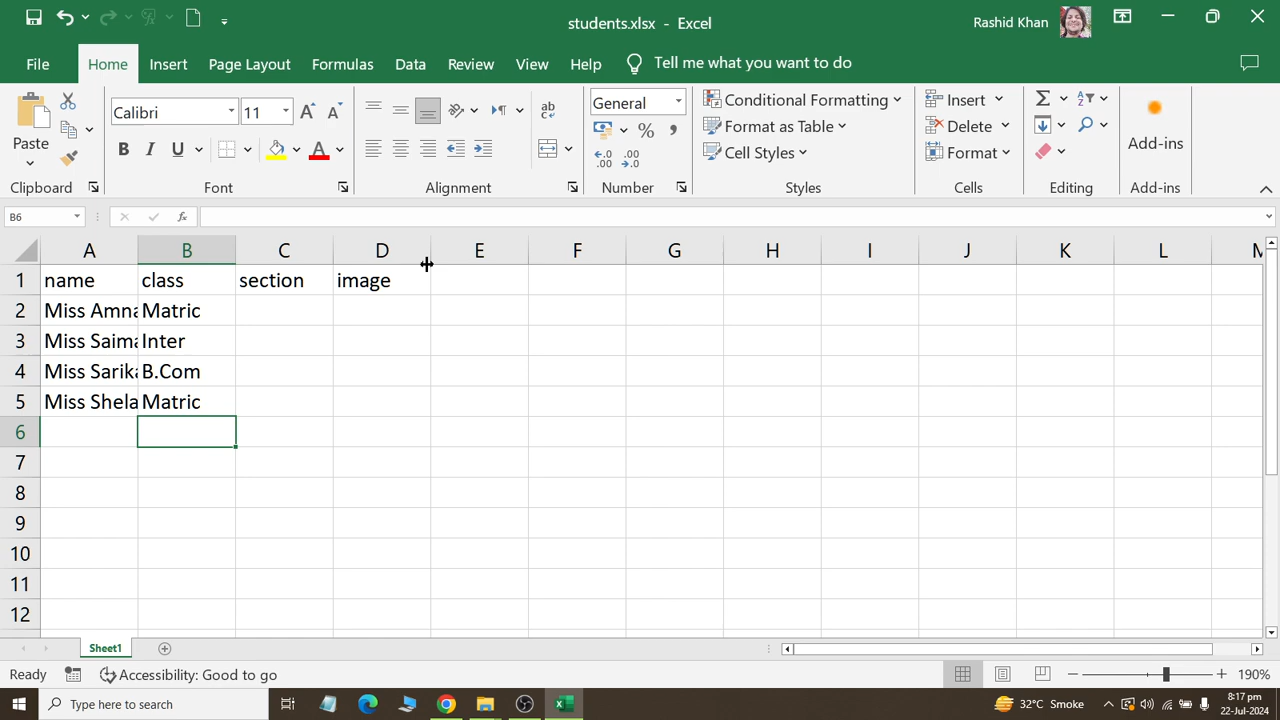 students.xlsx - Excel
Rashid Khan
File Home Insert Page Layout Formulas Data Review View Help Tell me what you want to do
Paste
Calibri 11
General
Conditional Formatting
Format as Table
Cell Styles
Insert
Delete
Format
Add-ins
Clipboard Font Alignment Number Styles Cells Editing Add-ins
B6
A B C D E F G H I J K L M
1 name class section image
2 Miss Amna Matric
3 Miss Saima Inter
4 Miss Sarika B.Com
5 Miss Shela Matric
6
7
8
9
10
11
12
Sheet1
Ready Accessibility: Good to go 190%
Type here to search
32°C Smoke
8:17 pm
22-Jul-2024